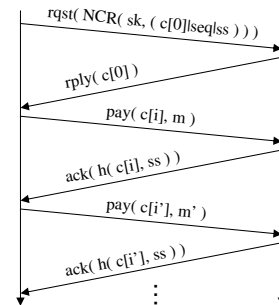 rqst( NCR( sk, ( c[0]|seq|ss ) ) )
rply( c[0] )
pay( c[i], m )
ack( h( c[i], ss ) )
pay( c[i’], m’ )
ack( h( c[i’], ss ) )